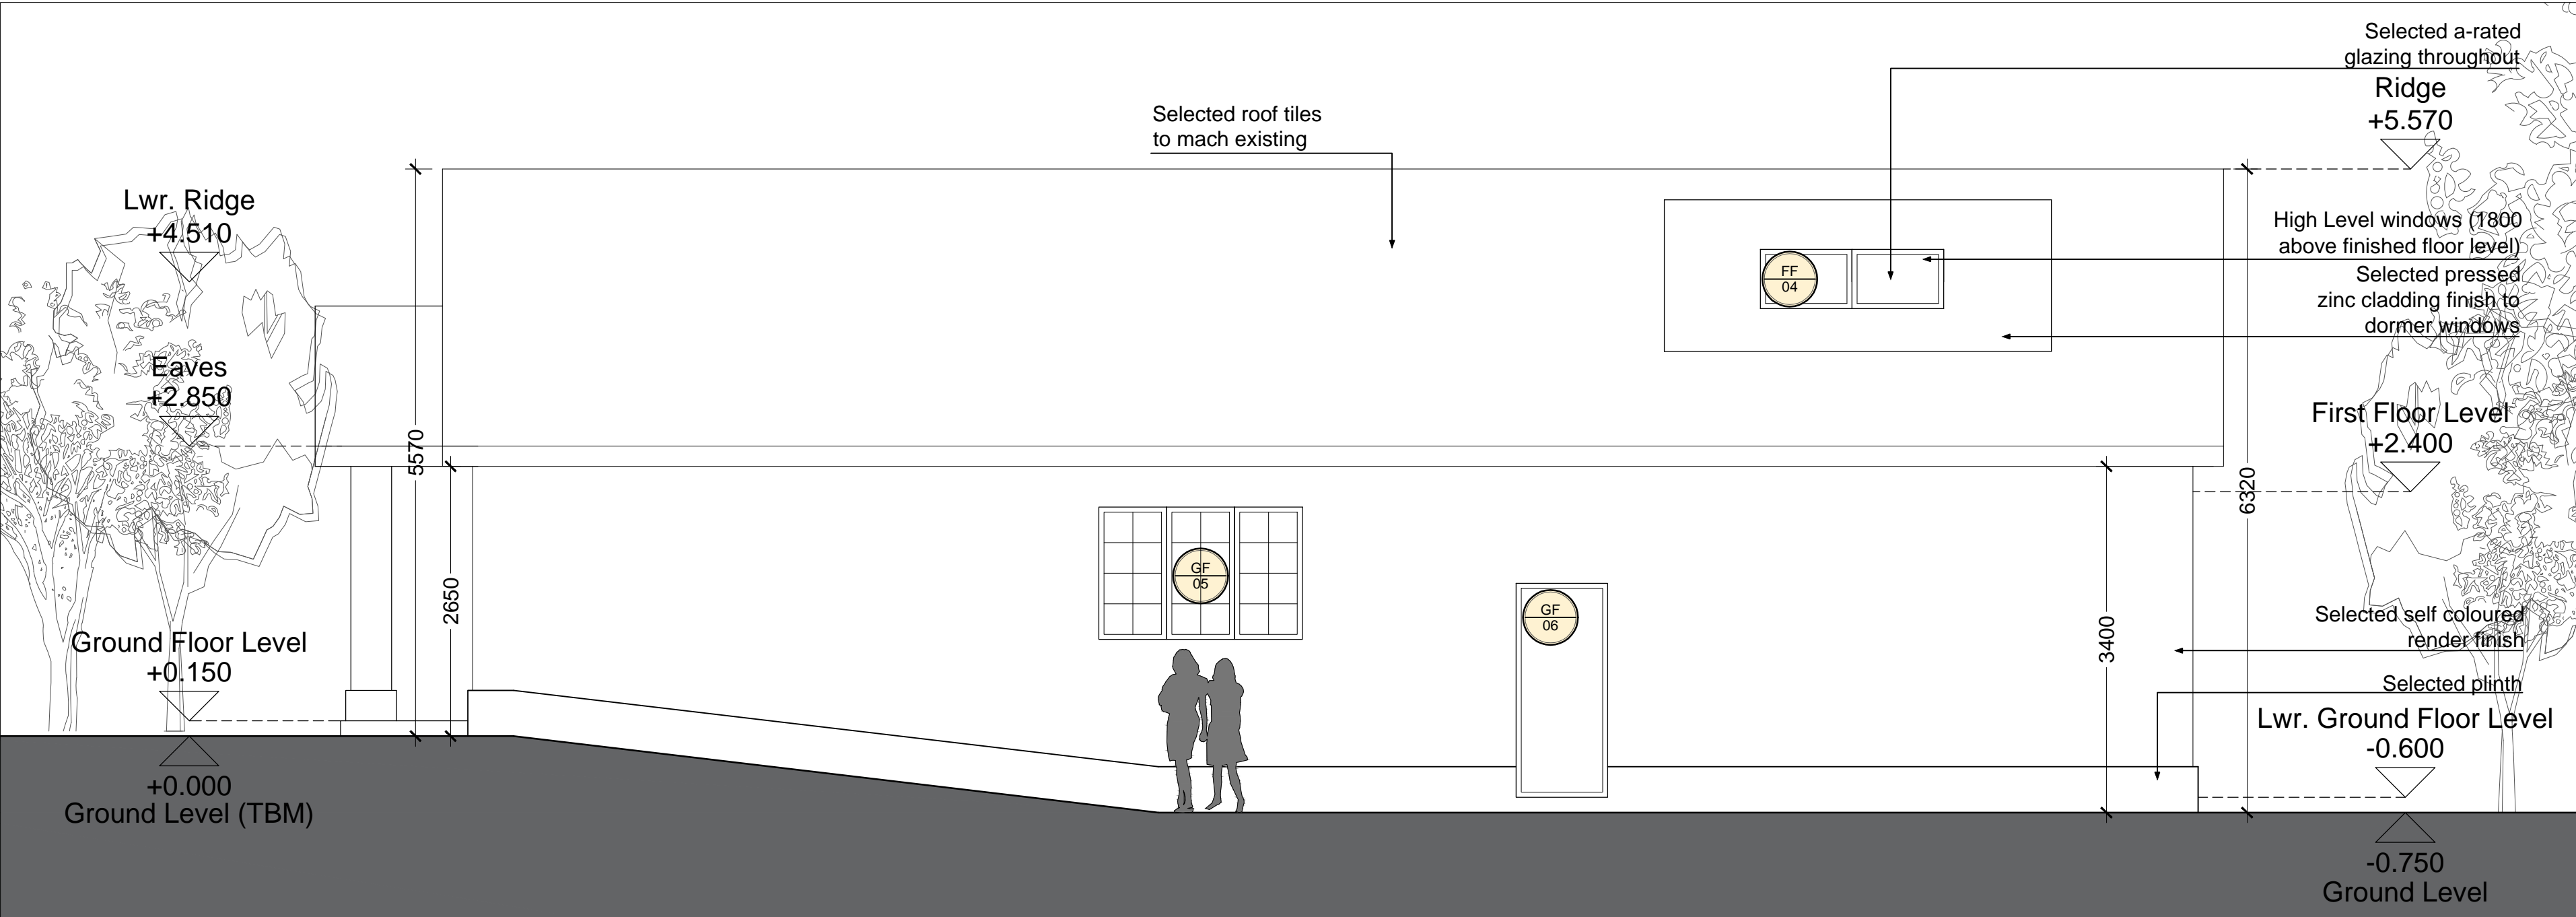 Selected a-rated
glazing throughout
Ridge
+5.570
Selected roof tiles
to mach existing
Lwr. Ridge
+4.510
High Level windows (1800
above finished floor level)
Selected pressed
zinc cladding finish to
dormer windows
FF
04
Eaves
+2.850
First Floor Level
+2.400
5570
6320
2650
3400
GF
05
GF
06
Ground Floor Level
+0.150
Selected self coloured
render finish
Selected plinth
Lwr. Ground Floor Level
-0.600
+0.000
Ground Level (TBM)
-0.750
Ground Level